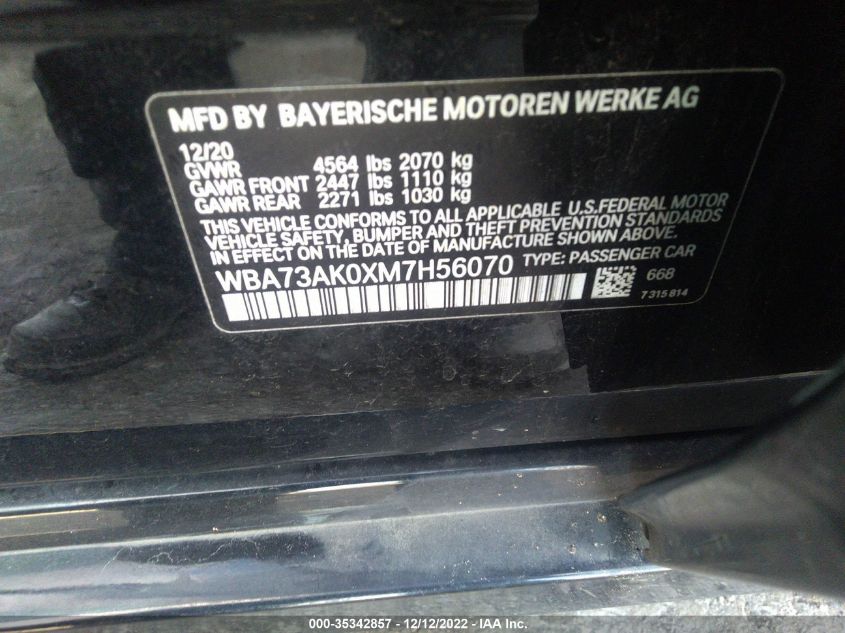 MFD BY BAYERISCHE MOTOREN WERKE AG
12/20
GVWR 4564 lbs 2070 kg
GAWR FRONT 2447 lbs 1110 kg
GAWR REAR 2271 lbs 1030 kg
THIS VEHICLE CONFORMS TO ALL APPLICABLE U.S.FEDERAL MOTOR
VEHICLE SAFETY, BUMPER AND THEFT PREVENTION STANDARDS
IN EFFECT ON THE DATE OF MANUFACTURE SHOWN ABOVE.
WBA73AK0XM7H56070 TYPE: PASSENGER CAR
668
7 315 814
000-35342857 - 12/12/2022 - IAA Inc.